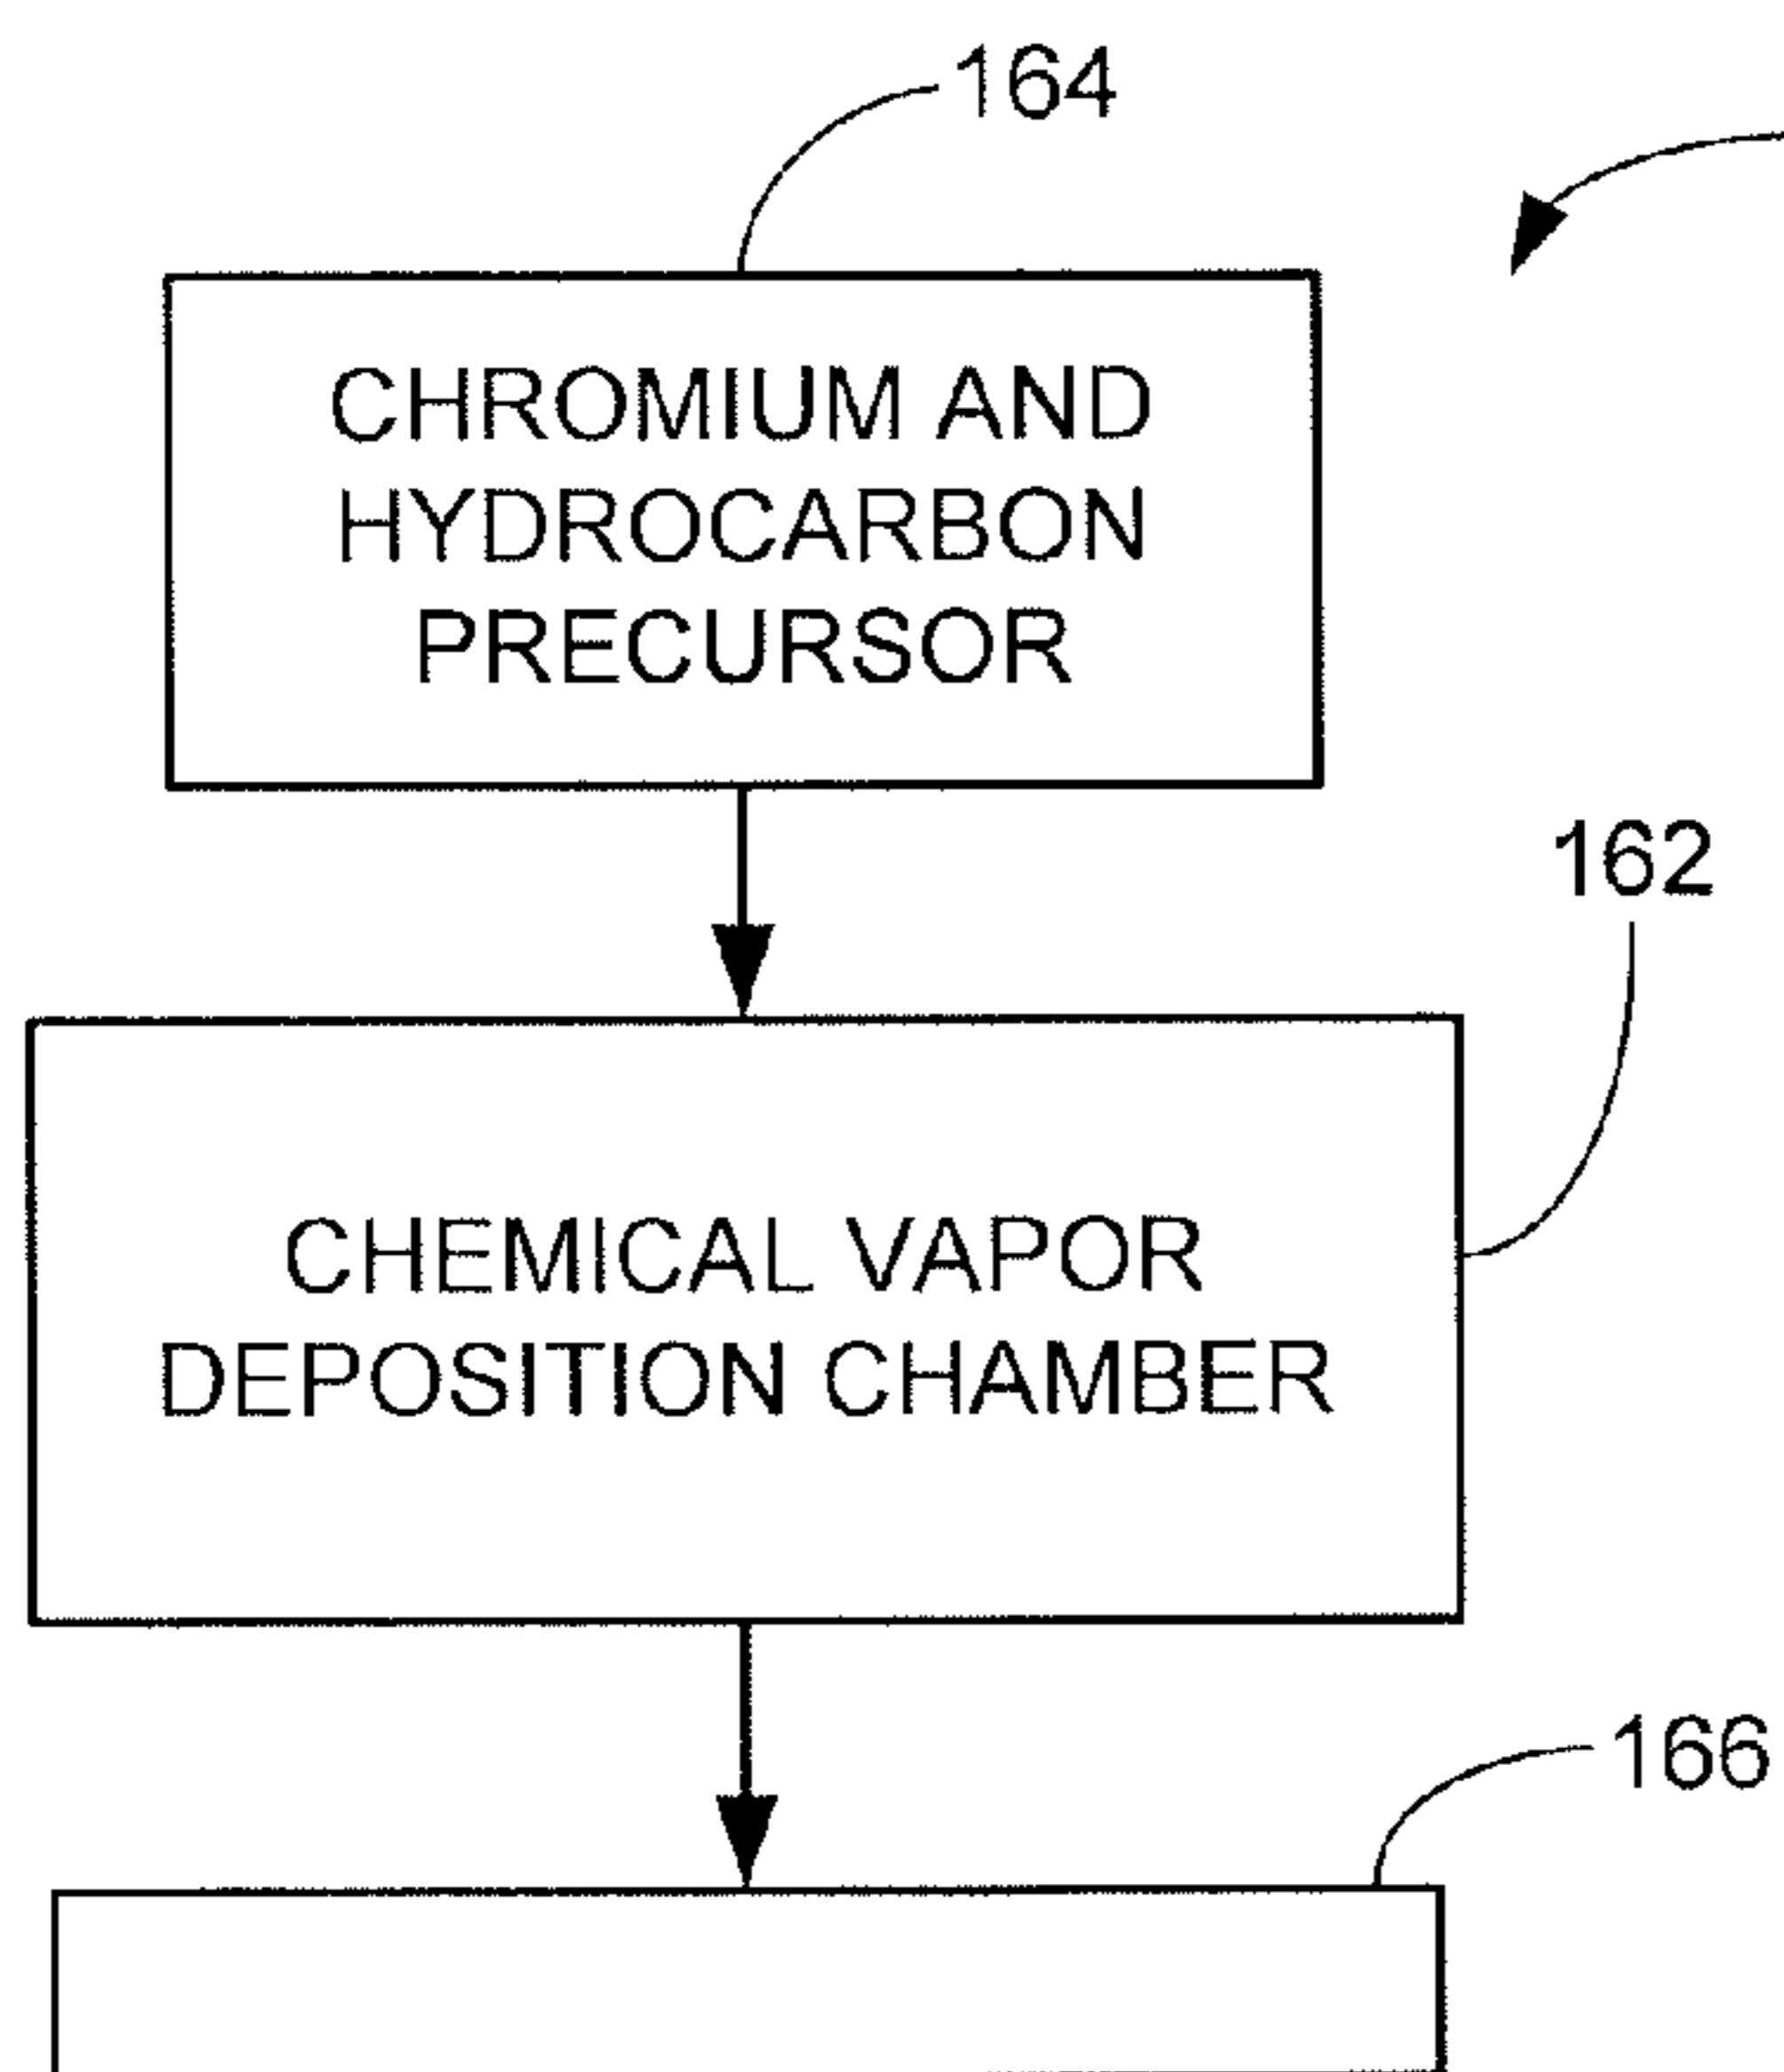 164
CHROMIUM AND
HYDROCARBON
PRECURSOR
162
CHEMICAL VAPOR
DEPOSITION CHAMBER
166